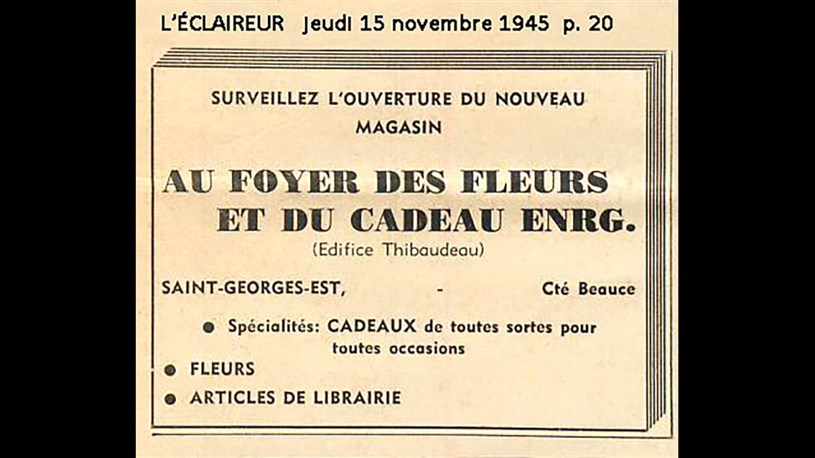 L'ÉCLAIREUR jeudi 15 novembre 1945 p. 20
SURVEILLEZ L'OUVERTURE DU NOUVEAU
MAGASIN
AU FOYER DES FLEURS
ET DU CADEAU ENRG.
(Edifice Thibaudeau)
SAINT-GEORGES-EST, - Cté Beauce
● Spécialités: CADEAUX de toutes sortes pour
toutes occasions
● FLEURS
● ARTICLES DE LIBRAIRIE